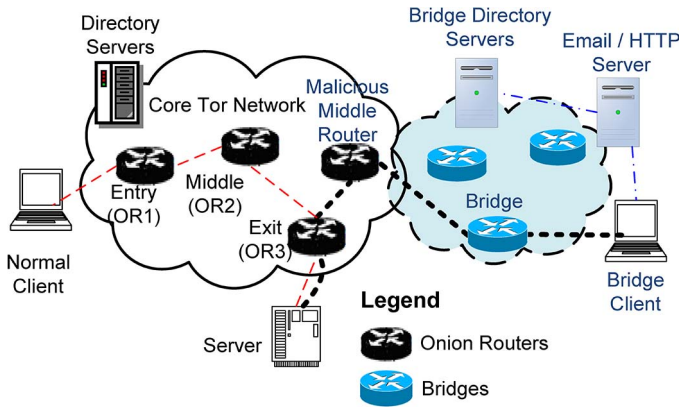 Directory
Servers
Bridge Directory
Servers
Email / HTTP
Server
Malicious
Middle
Router
Core Tor Network
Entry
(OR1)
Middle
(OR2)
Exit
(OR3)
Bridge
Normal
Client
Bridge
Client
Server
Legend
Onion Routers
Bridges